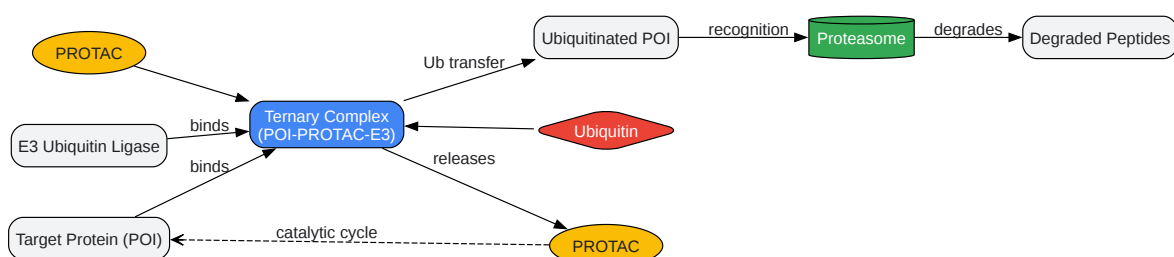 PROTAC
E3 Ubiquitin Ligase
Target Protein (POI)
binds
binds
Ternary Complex
(POI-PROTAC-E3)
Ub transfer
releases
catalytic cycle
Ubiquitinated POI
Ubiquitin
PROTAC
recognition
Proteasome
degrades
Degraded Peptides